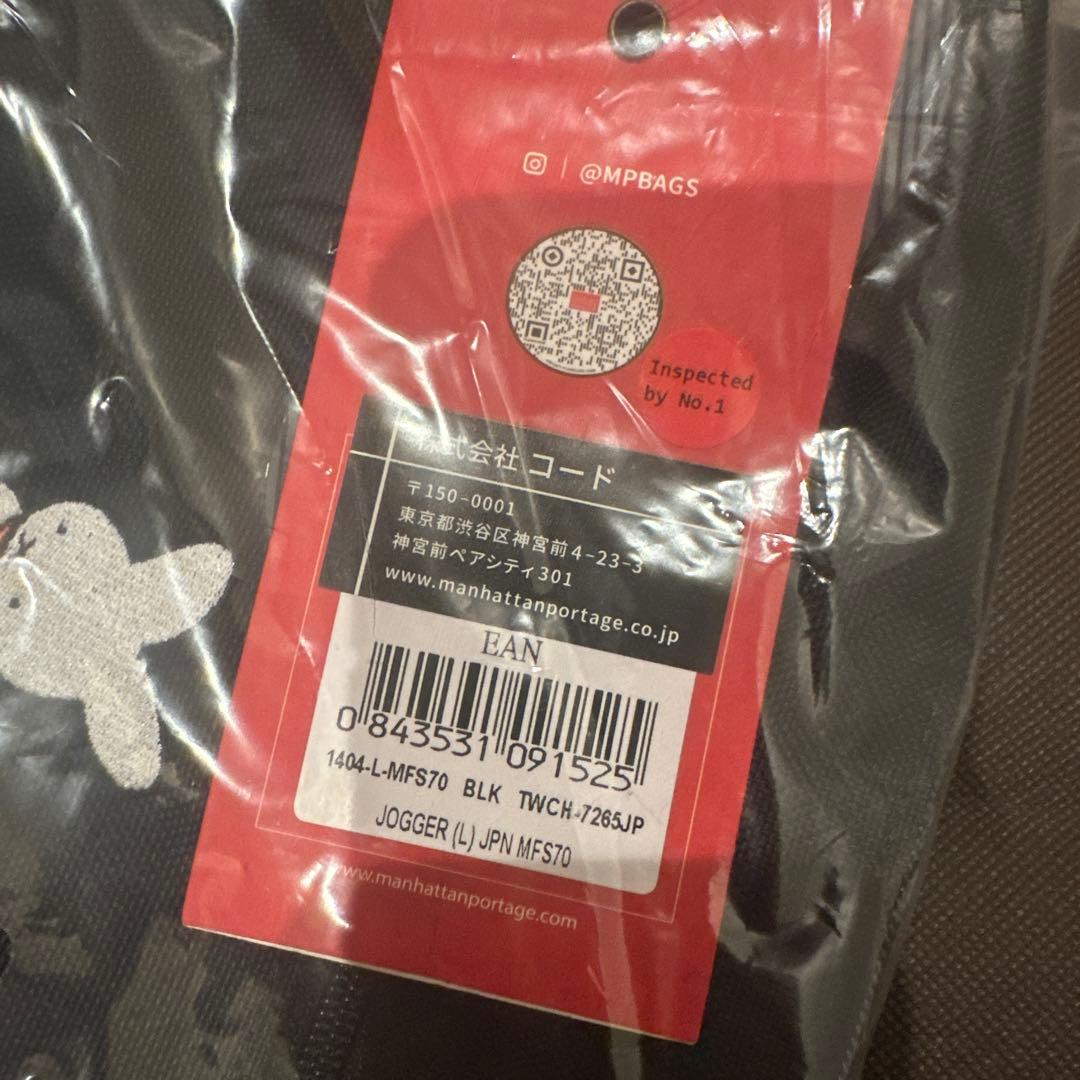 @MPBAGS
Inspected
by No.1
株式会社 コード
〒150-0001
東京都渋谷区神宮前4-23-3
神宮前ペアシティ301
www.manhattanportage.co.jp
EAN
0 843531 091525
1404-L-MFS70 BLK TWCH-7265JP
JOGGER (L) JPN MFS70
www.manhattanportage.com